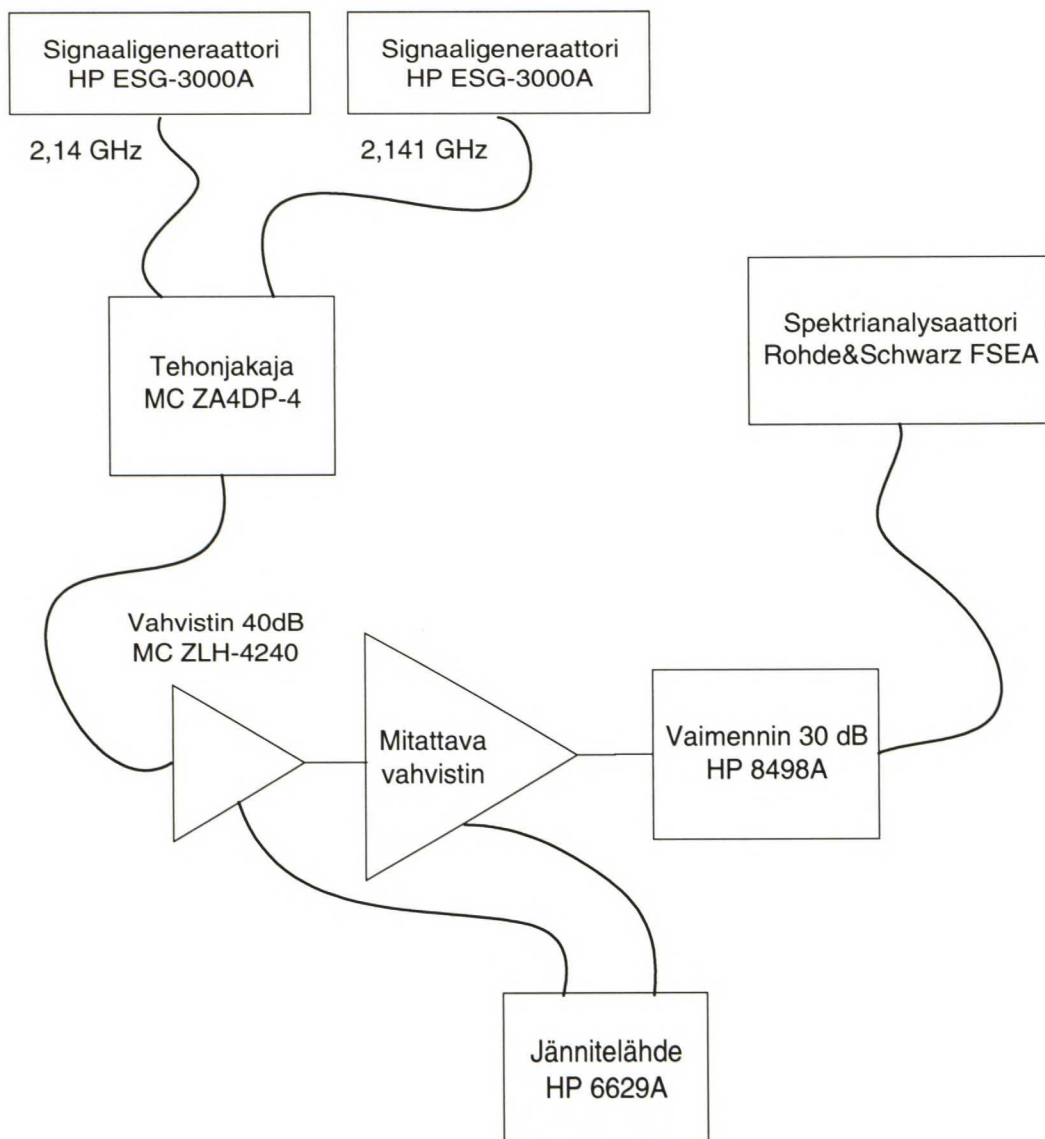 Signaaligeneraattori
HP ESG-3000A
Signaaligeneraattori
HP ESG-3000A
2,14 GHz
2,141 GHz
Tehonjakaja
MC ZA4DP-4
Spektrianalysaattori
Rohde&Schwarz FSEA
Vahvistin 40dB
MC ZLH-4240
Mitattava
vahvistin
Vaimennin 30 dB
HP 8498A
Jännitelähde
HP 6629A